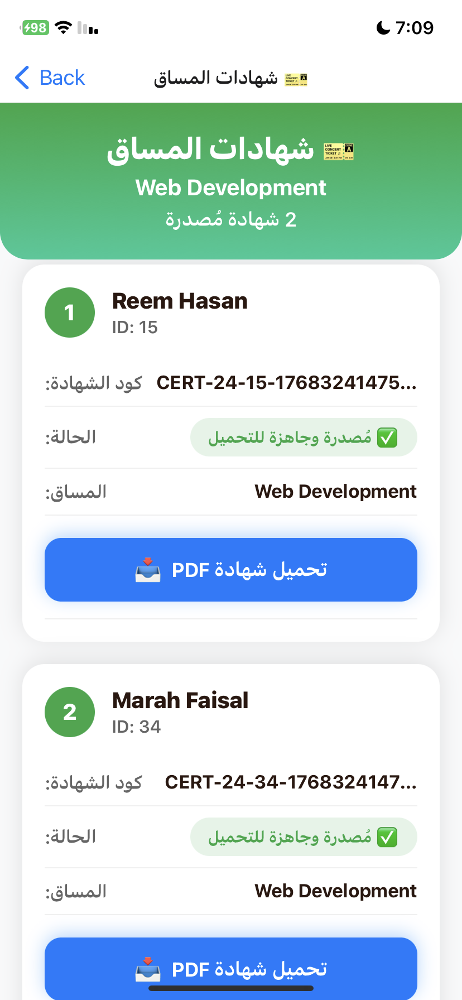 98
7:09
Back
شهادات المساق
شهادات المساق
Web Development
2 شهادة مُصدرة
1
Reem Hasan
ID: 15
كود الشهادة: CERT-24-15-17683241475...
الحالة: ✅ مُصدرة وجاهزة للتحميل
المساق: Web Development
📥 تحميل شهادة PDF
2
Marah Faisal
ID: 34
كود الشهادة: CERT-24-34-1768324147...
الحالة: ✅ مُصدرة وجاهزة للتحميل
المساق: Web Development
📥 تحميل شهادة PDF